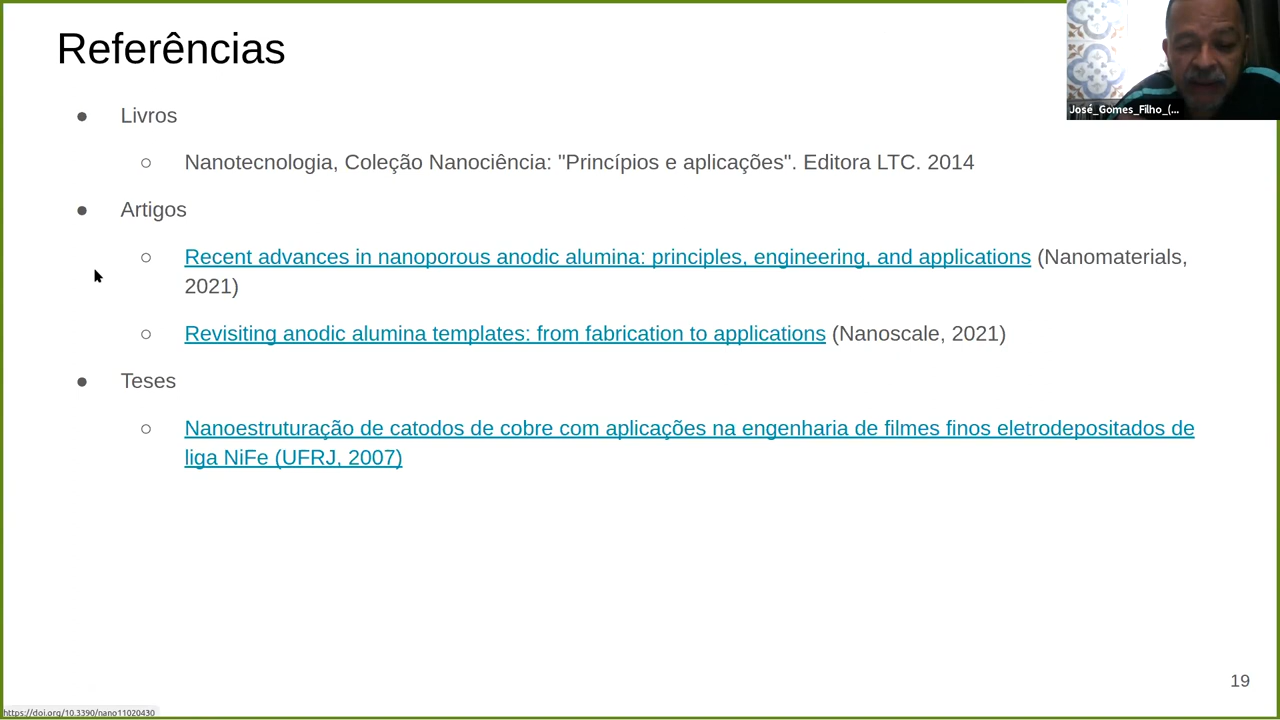 Referências
José_Gomes_Filho_(...
● Livros
○ Nanotecnologia, Coleção Nanociência: "Princípios e aplicações". Editora LTC. 2014
● Artigos
○ Recent advances in nanoporous anodic alumina: principles, engineering, and applications (Nanomaterials,
2021)
○ Revisiting anodic alumina templates: from fabrication to applications (Nanoscale, 2021)
● Teses
○ Nanoestruturação de catodos de cobre com aplicações na engenharia de filmes finos eletrodepositados de
liga NiFe (UFRJ, 2007)
19
https://doi.org/10.3390/nano11020430